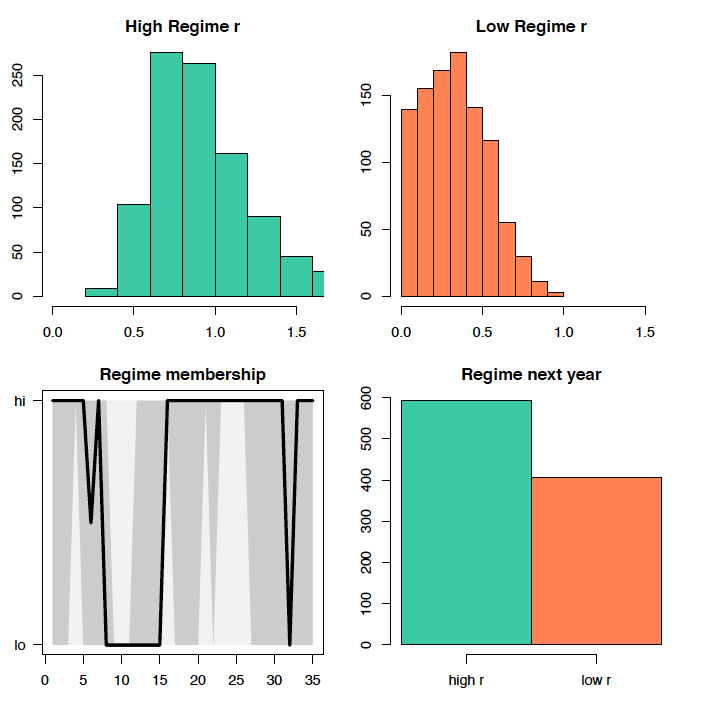 High Regime r
250
200
150
100
50
0
0.0 0.5 1.0 1.5
Low Regime r
150
100
50
0
0.0 0.5 1.0 1.5
Regime membership
hi
lo
0 5 10 15 20 25 30 35
Regime next year
600
500
400
300
200
100
0
high r low r